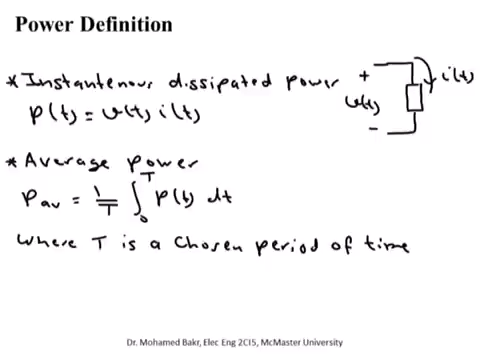 Power Definition
* Instantenous dissipated power
p(t) = v(t) i(t)
+ v(t) - i(t)
* Average power
Pav = 1/T ∫₀ᵀ p(t) dt
where T is a chosen period of time
Dr. Mohamed Bakr, Elec Eng 2CI5, McMaster University